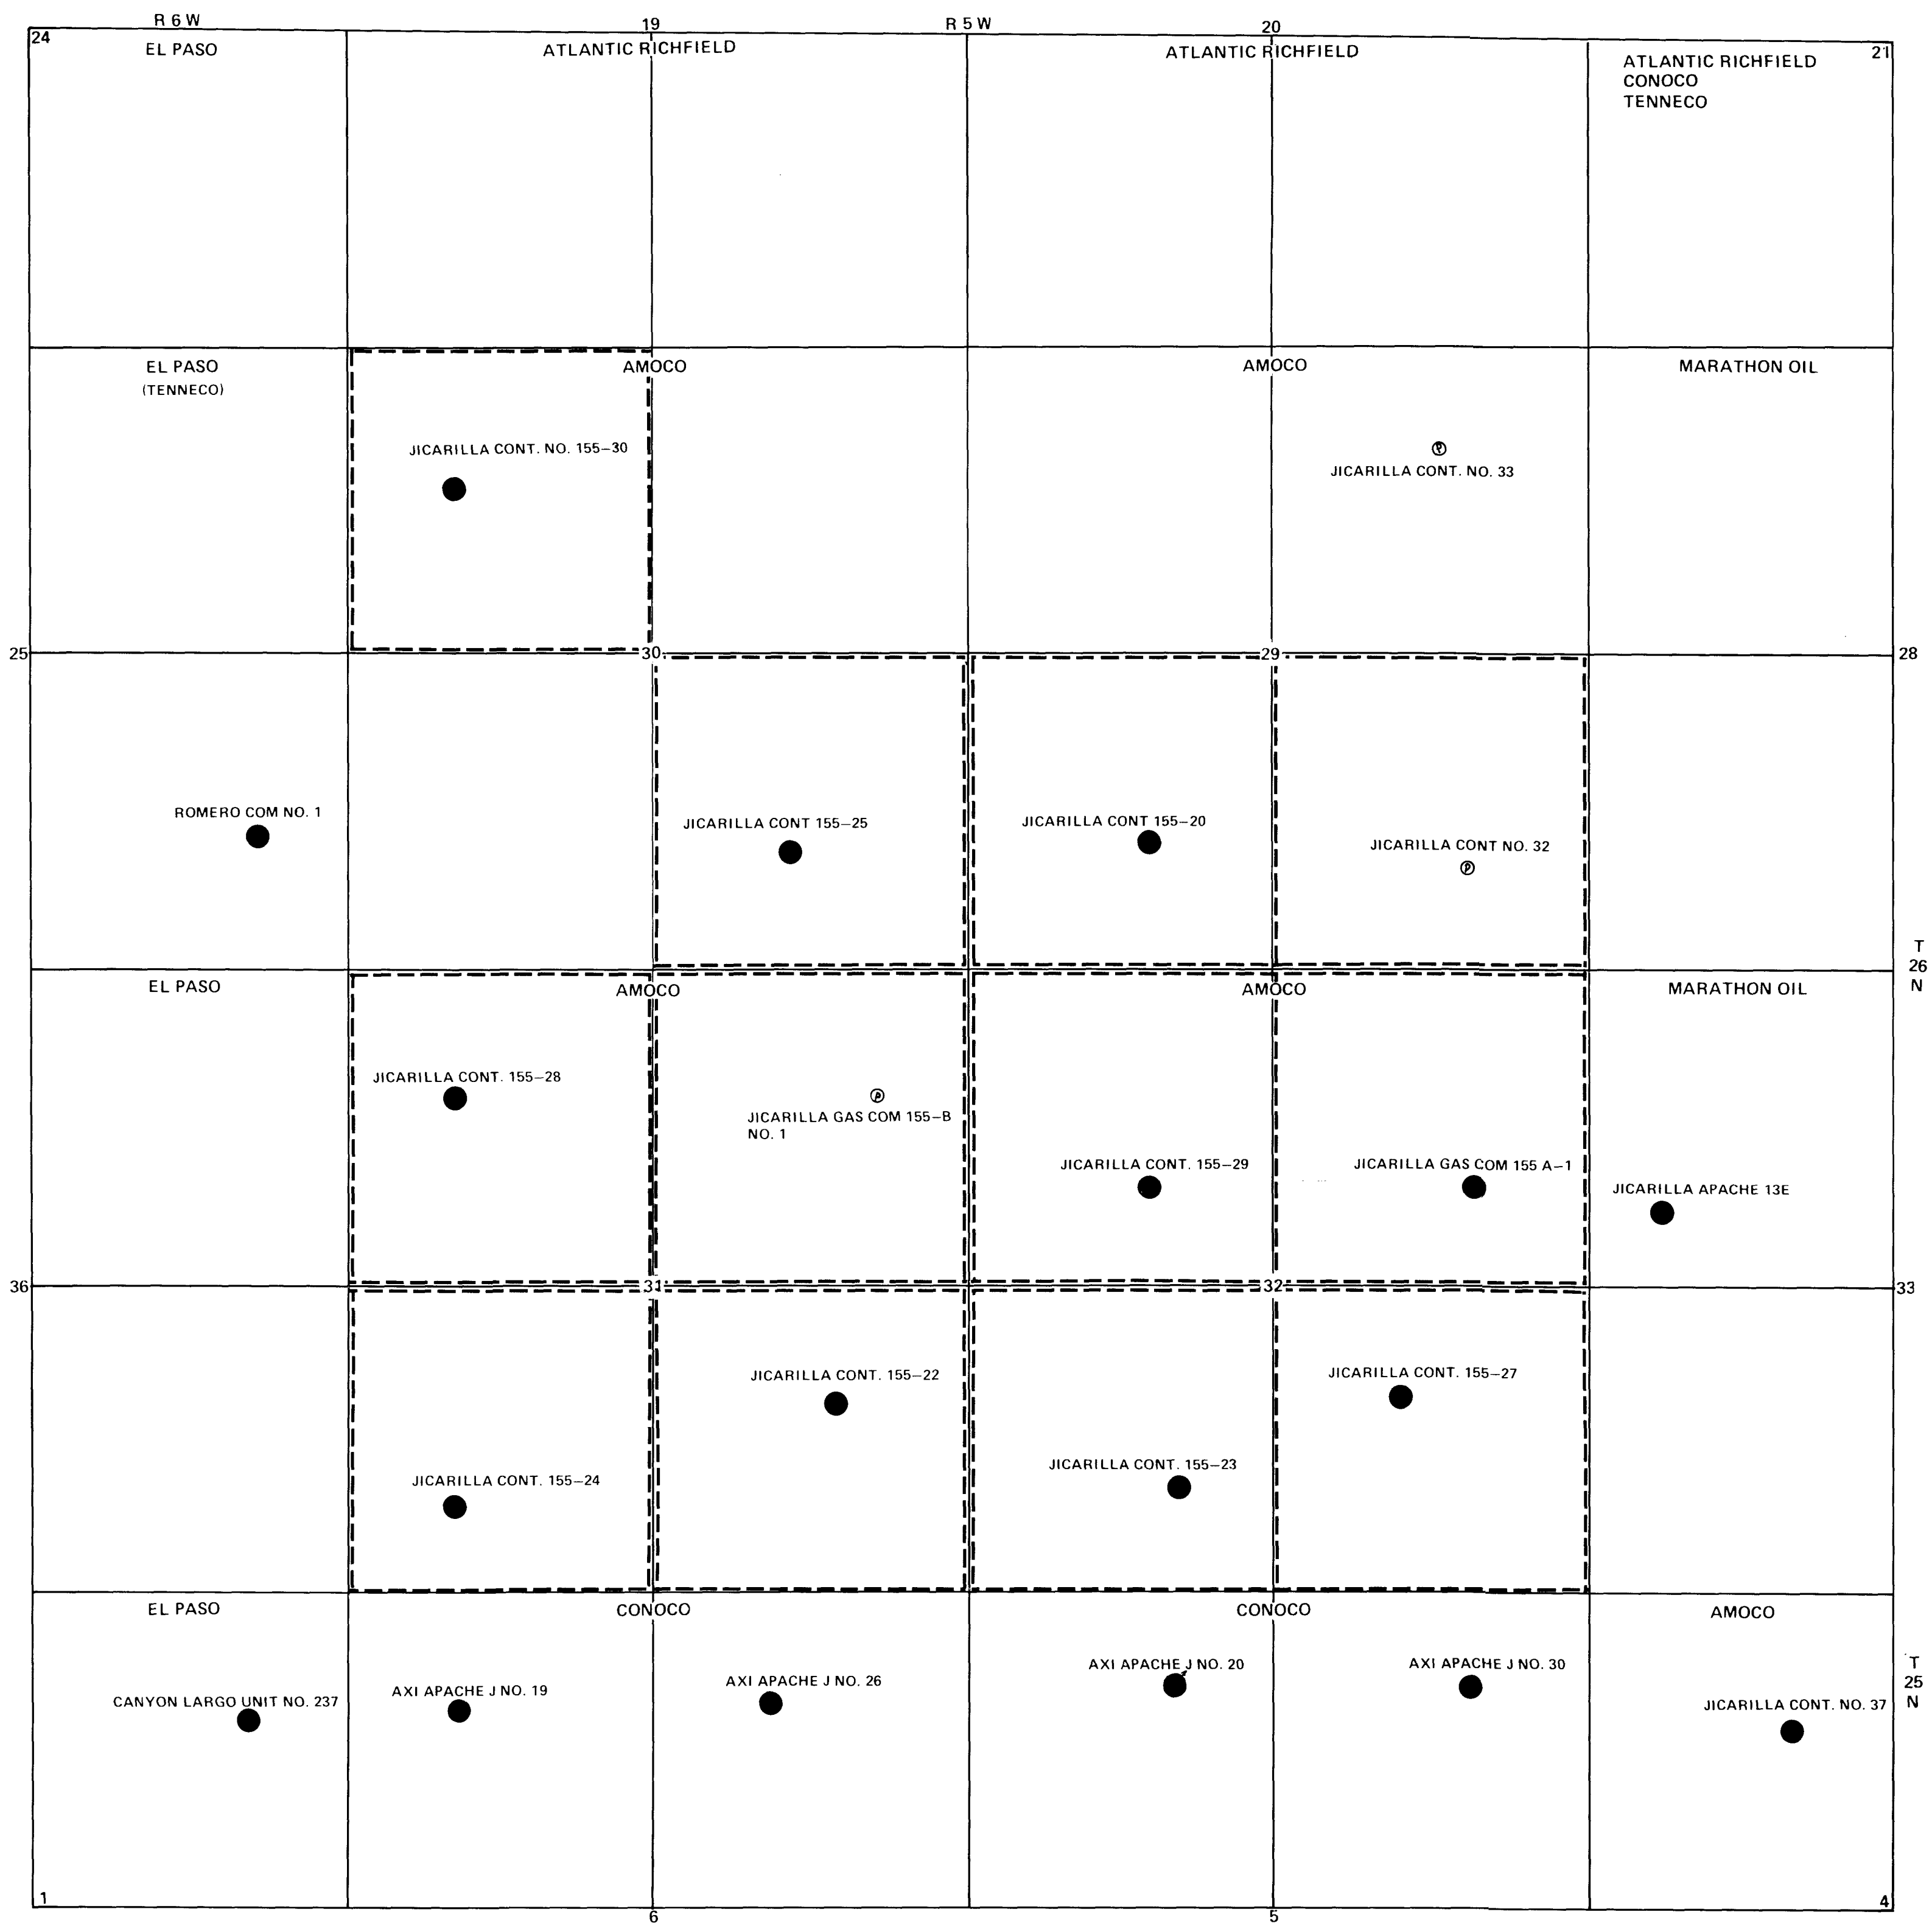 R 6 W
19
R 5 W
20
24
EL PASO
ATLANTIC RICHFIELD
ATLANTIC RICHFIELD
21
ATLANTIC RICHFIELD
CONOCO
TENNECO
EL PASO
(TENNECO)
AMOCO
AMOCO
MARATHON OIL
JICARILLA CONT. NO. 155–30
P
JICARILLA CONT. NO. 33
25
30
29
28
ROMERO COM NO. 1
JICARILLA CONT 155–25
JICARILLA CONT 155–20
JICARILLA CONT NO. 32
P
T
26
N
EL PASO
AMOCO
AMOCO
MARATHON OIL
JICARILLA CONT. 155–28
P
JICARILLA GAS COM 155–B
NO. 1
JICARILLA CONT. 155–29
JICARILLA GAS COM 155 A–1
JICARILLA APACHE 13E
36
31
32
33
JICARILLA CONT. 155–22
JICARILLA CONT. 155–27
JICARILLA CONT. 155–24
JICARILLA CONT. 155–23
EL PASO
CONOCO
CONOCO
AMOCO
CANYON LARGO UNIT NO. 237
AXI APACHE J NO. 19
AXI APACHE J NO. 26
AXI APACHE J NO. 20
AXI APACHE J NO. 30
JICARILLA CONT. NO. 37
T
25
N
1
6
5
4